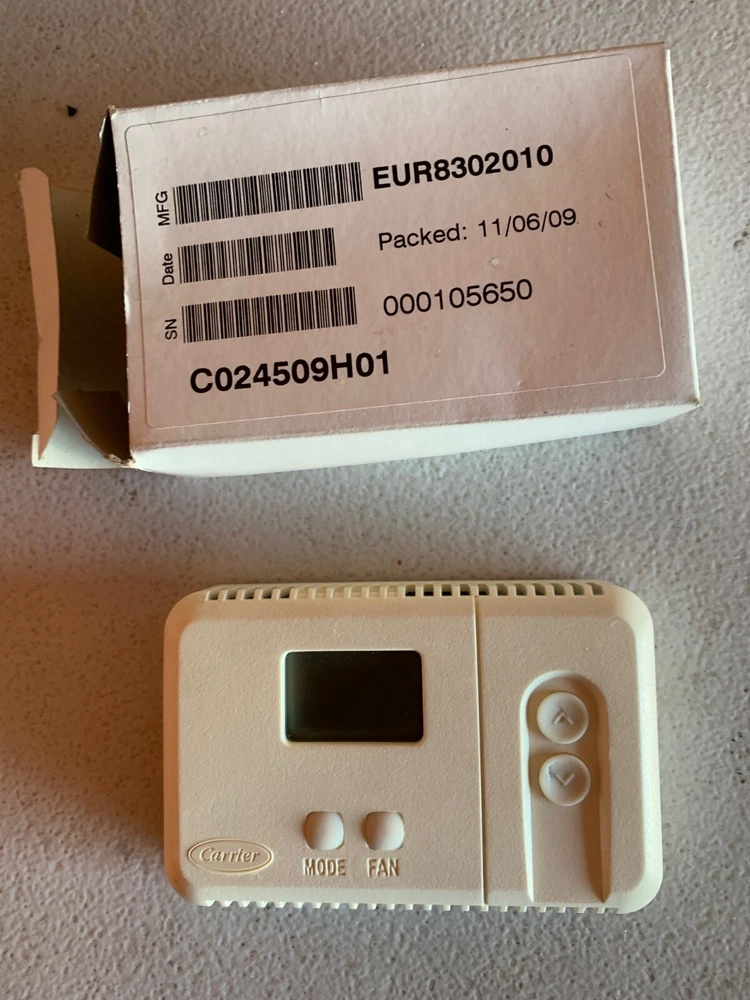 MFG EUR8302010
Date Packed: 11/06/09
SN 000105650
C024509H01
Carrier
MODE FAN